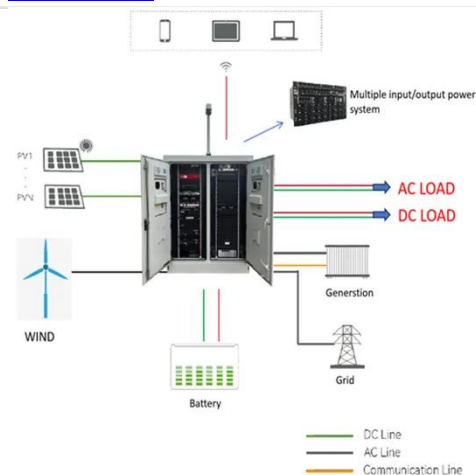 Multiple input/output power
system
PV1
PVN
AC LOAD
DC LOAD
WIND
Generstion
Grid
Battery
DC Line
AC Line
Communication Line